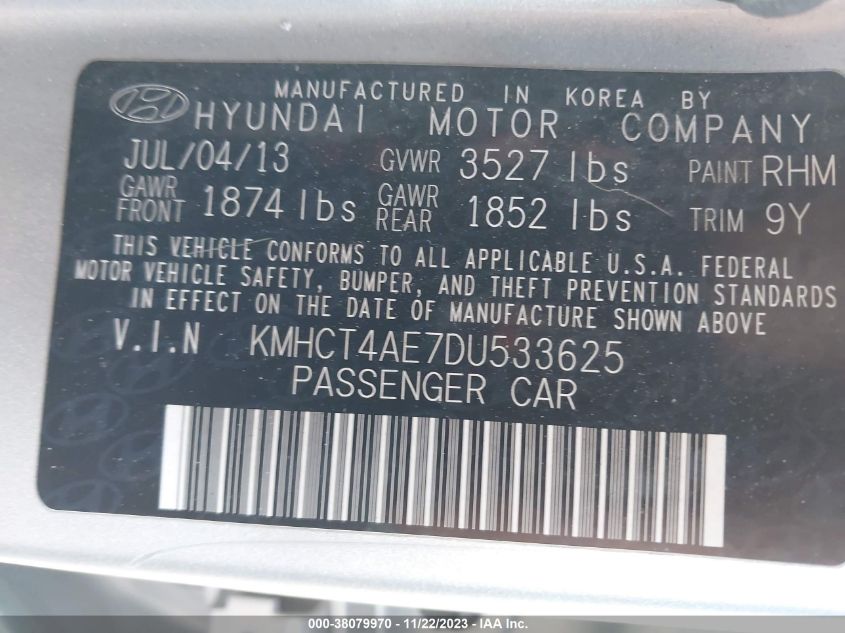 MANUFACTURED IN KOREA BY
HYUNDAI MOTOR COMPANY
JUL/04/13 GVWR 3527 lbs PAINT RHM
GAWR FRONT 1874 lbs GAWR REAR 1852 lbs TRIM 9Y
THIS VEHICLE CONFORMS TO ALL APPLICABLE U.S.A. FEDERAL
MOTOR VEHICLE SAFETY, BUMPER, AND THEFT PREVENTION STANDARDS
IN EFFECT ON THE DATE OF MANUFACTURE SHOWN ABOVE
V.I.N KMHCT4AE7DU533625
PASSENGER CAR
000-38079970 - 11/22/2023 - IAAI.com